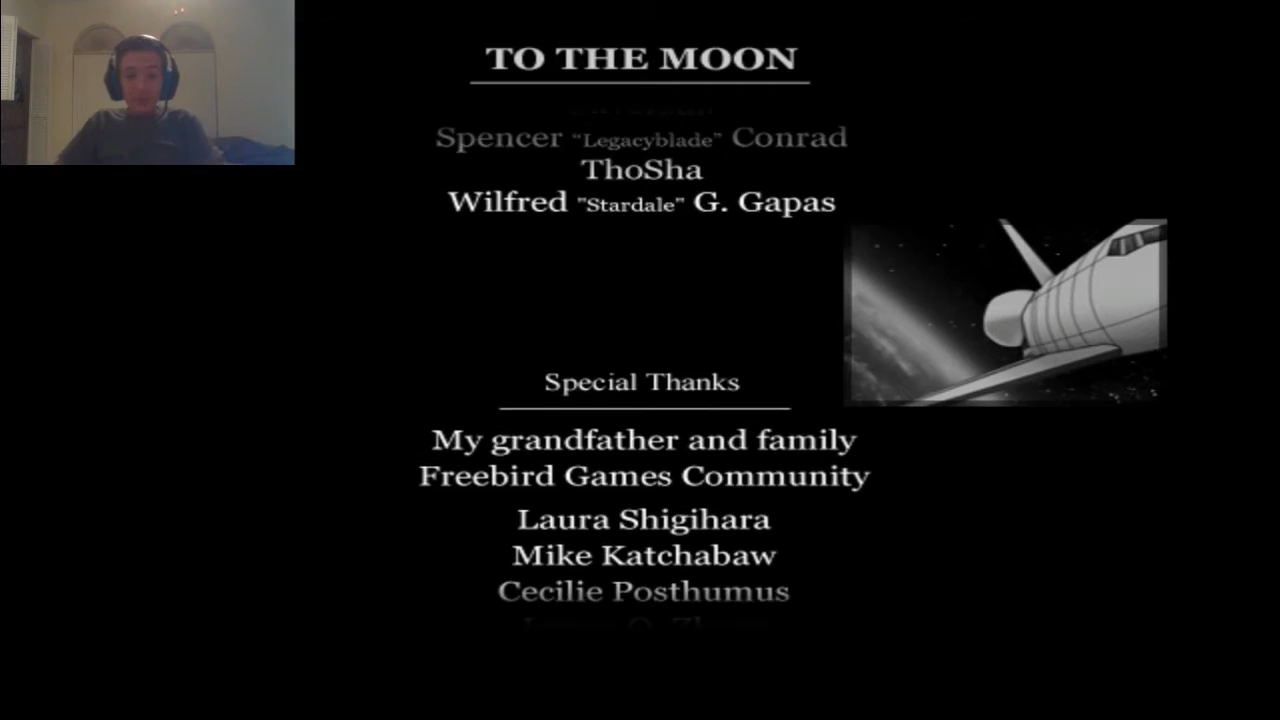 TO THE MOON
Spencer "Legacyblade" Conrad
ThoSha
Wilfred "Stardale" G. Gapas
Special Thanks
My grandfather and family
Freebird Games Community
Laura Shigihara
Mike Katchabaw
Cecilie Posthumus